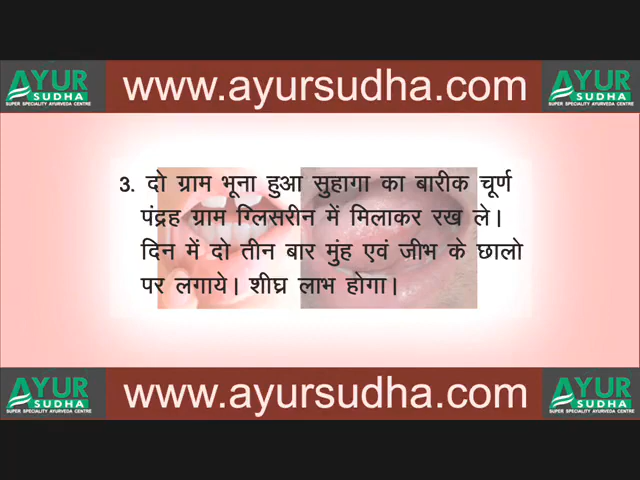 AYUR
SUDHA
SUPER SPECIALITY AYURVEDA CENTRE
www.ayursudha.com
AYUR
SUDHA
SUPER SPECIALITY AYURVEDA CENTRE
3. दो ग्राम भूना हुआ सुहागा का बारीक चूर्ण
पंद्रह ग्राम ग्लिसरीन में मिलाकर रख ले।
दिन में दो तीन बार मुंह एवं जीभ के छालो
पर लगाये। शीघ्र लाभ होगा।
AYUR
SUDHA
SUPER SPECIALITY AYURVEDA CENTRE
www.ayursudha.com
AYUR
SUDHA
SUPER SPECIALITY AYURVEDA CENTRE